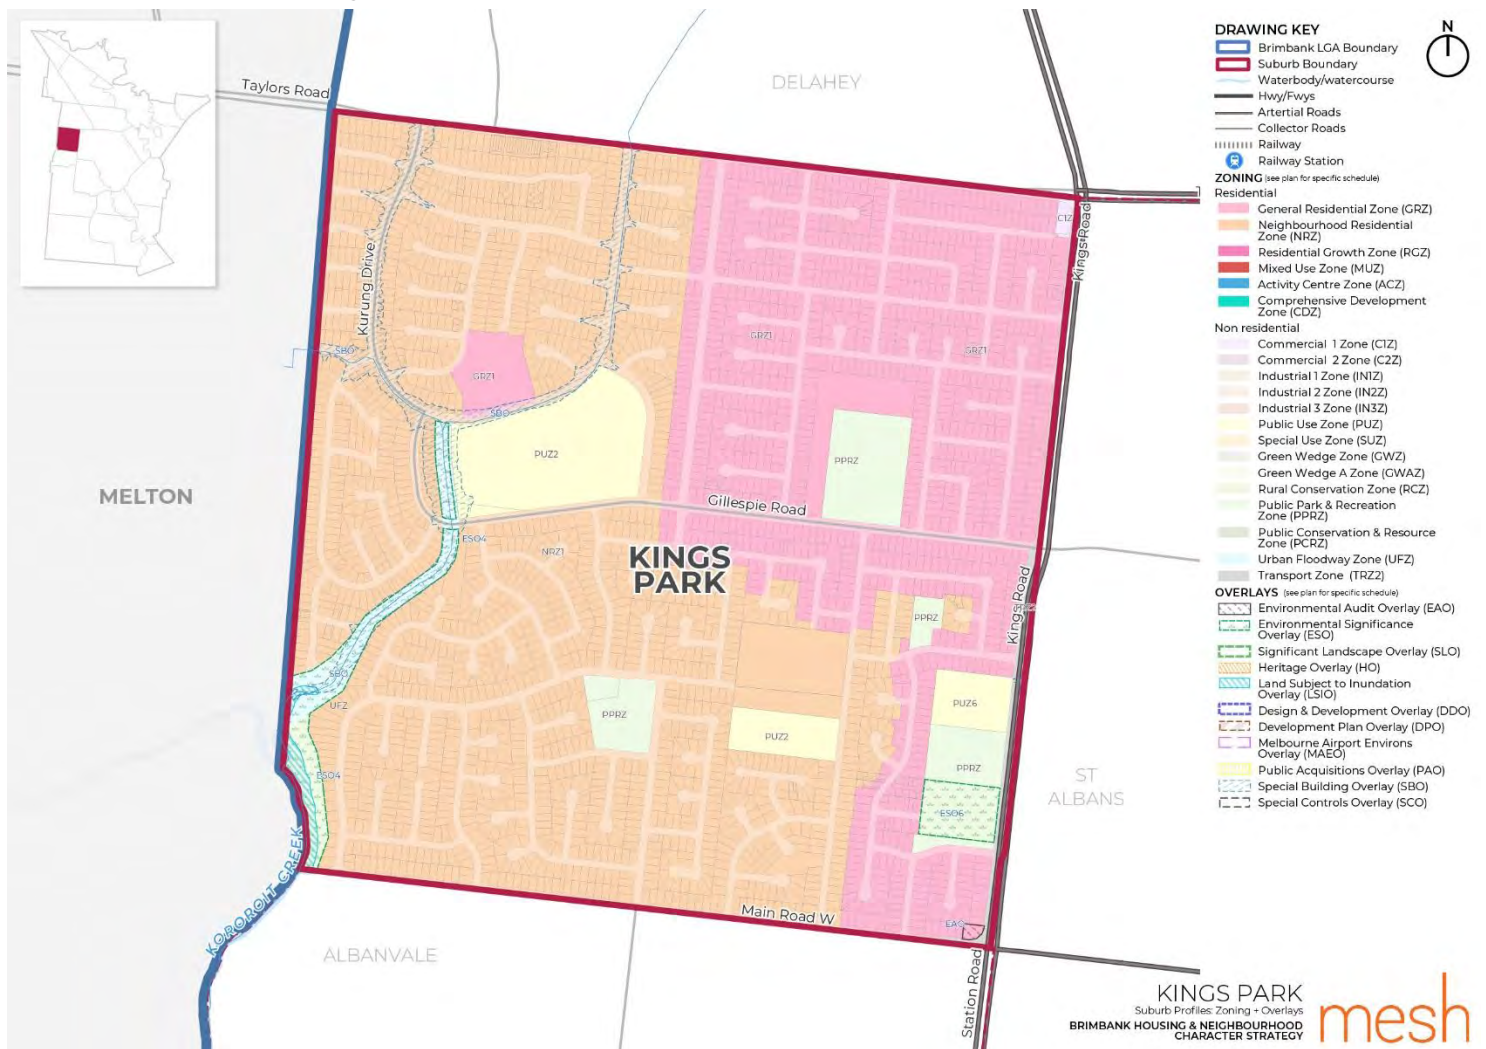 DRAWING KEY
Brimbank LGA Boundary
Suburb Boundary
Waterbody/watercourse
Hwy/Fwys
Artertial Roads
Collector Roads
Railway
Railway Station
ZONING (see plan for specific schedule)
Residential
General Residential Zone (GRZ)
Neighbourhood Residential
Zone (NRZ)
Residential Growth Zone (RGZ)
Mixed Use Zone (MUZ)
Activity Centre Zone (ACZ)
Comprehensive Development
Zone (CDZ)
Non residential
Commercial 1 Zone (C1Z)
Commercial 2 Zone (C2Z)
Industrial 1 Zone (IN1Z)
Industrial 2 Zone (IN2Z)
Industrial 3 Zone (IN3Z)
Public Use Zone (PUZ)
Special Use Zone (SUZ)
Green Wedge Zone (GWZ)
Green Wedge A Zone (GWAZ)
Rural Conservation Zone (RCZ)
Public Park & Recreation
Zone (PPRZ)
Public Conservation & Resource
Zone (PCRZ)
Urban Floodway Zone (UFZ)
Transport Zone (TRZ2)
OVERLAYS (see plan for specific schedule)
Environmental Audit Overlay (EAO)
Environmental Significance
Overlay (ESO)
Significant Landscape Overlay (SLO)
Heritage Overlay (HO)
Land Subject to Inundation
Overlay (LSIO)
Design & Development Overlay (DDO)
Development Plan Overlay (DPO)
Melbourne Airport Environs
Overlay (MAEO)
Public Acquisitions Overlay (PAO)
Special Building Overlay (SBO)
Special Controls Overlay (SCO)
N
DELAHEY
Taylors Road
C1Z
Kings Road
Kurung Drive
SBO
GRZ1
GRZ1
GRZ1
SBO
PUZ2
PPRZ
MELTON
Gillespie Road
ESO4
NRZ1
KINGS
PARK
Kings Road
PPRZ
SBO
UFZ
PPRZ
PUZ6
PUZ2
PPRZ
ESO4
ST
ALBANS
ESO6
KOROROIT CREEK
Main Road W
EAO
ALBANVALE
Station Road
KINGS PARK
Suburb Profiles: Zoning + Overlays
BRIMBANK HOUSING & NEIGHBOURHOOD
CHARACTER STRATEGY
mesh